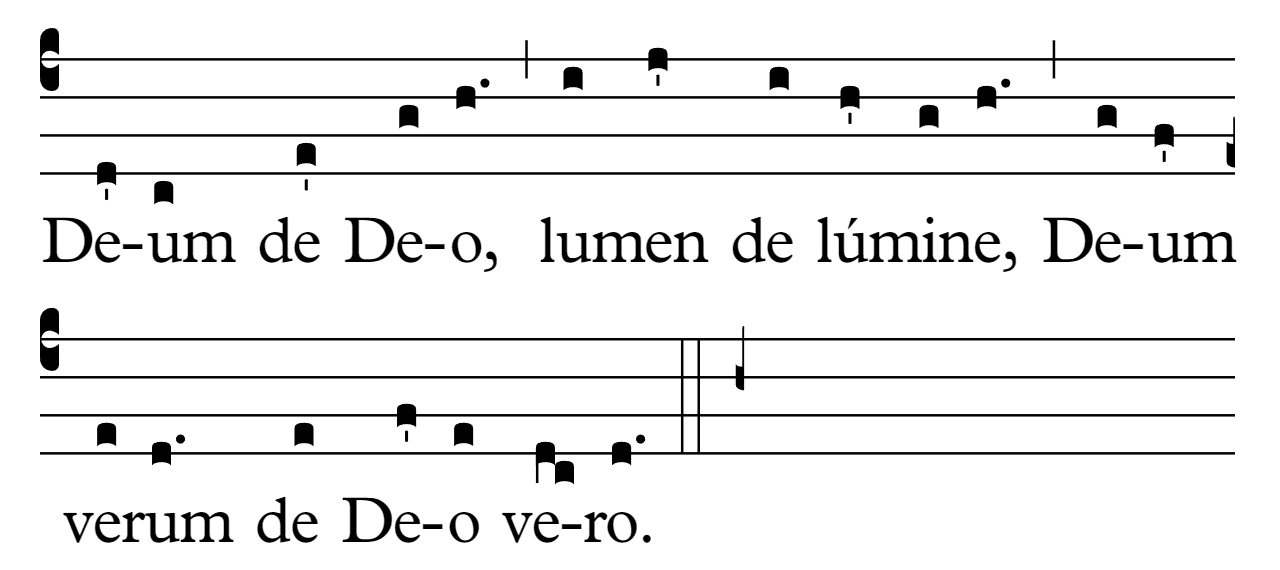 De-um de De-o, lumen de lúmine, De-um
verum de De-o ve-ro.